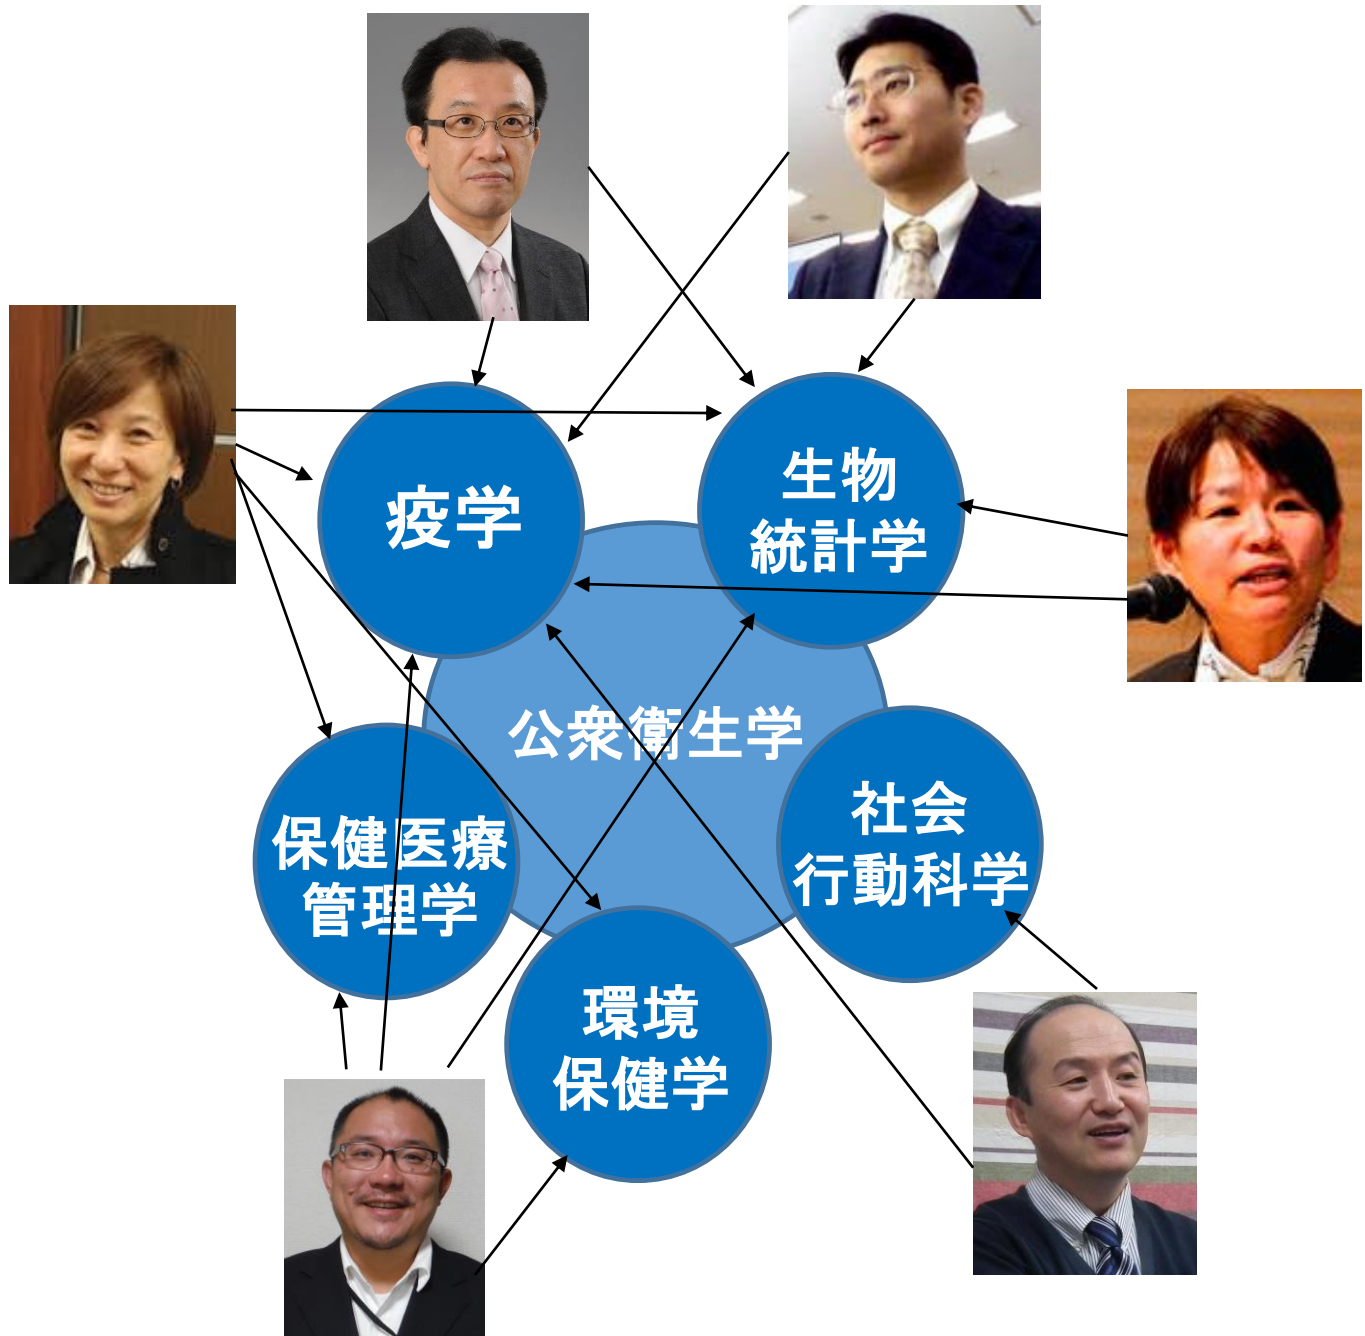 疫学
生物
統計学
公衆衛生学
社会
行動科学
保健医療
管理学
環境
保健学